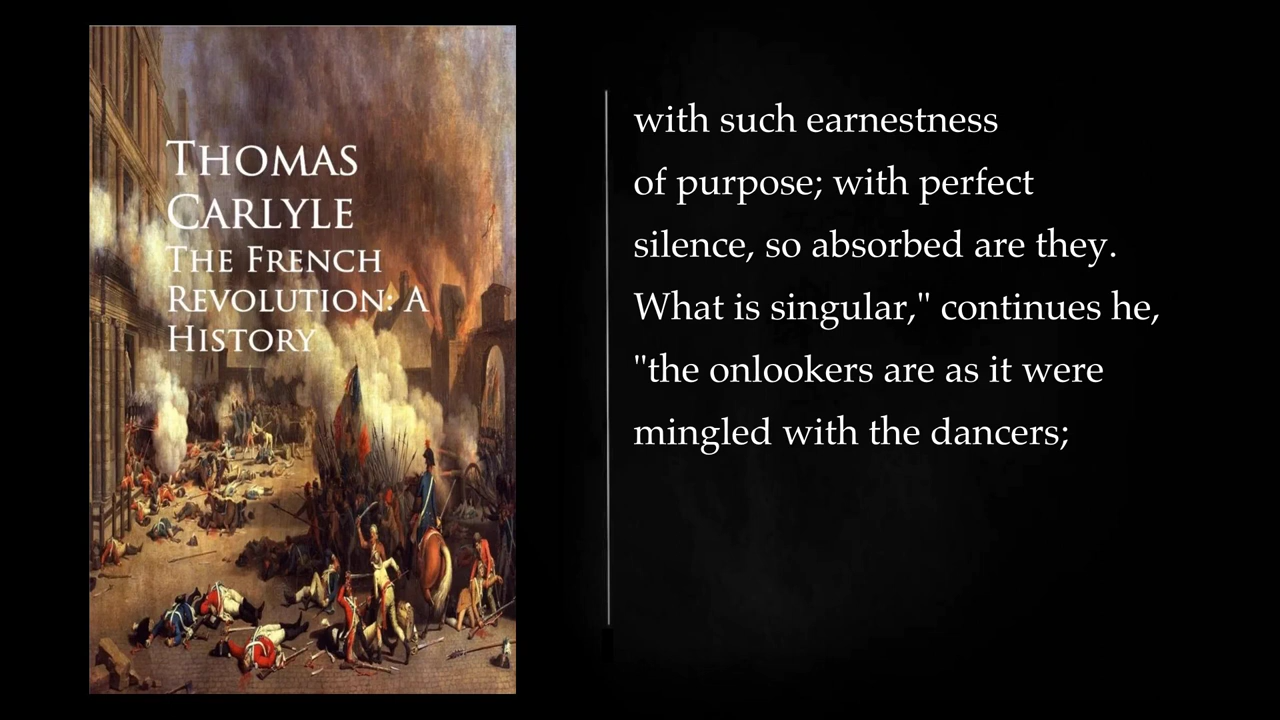 THOMAS
CARLYLE
THE FRENCH
REVOLUTION: A
HISTORY
with such earnestness
of purpose; with perfect
silence, so absorbed are they.
What is singular," continues he,
"the onlookers are as it were
mingled with the dancers;